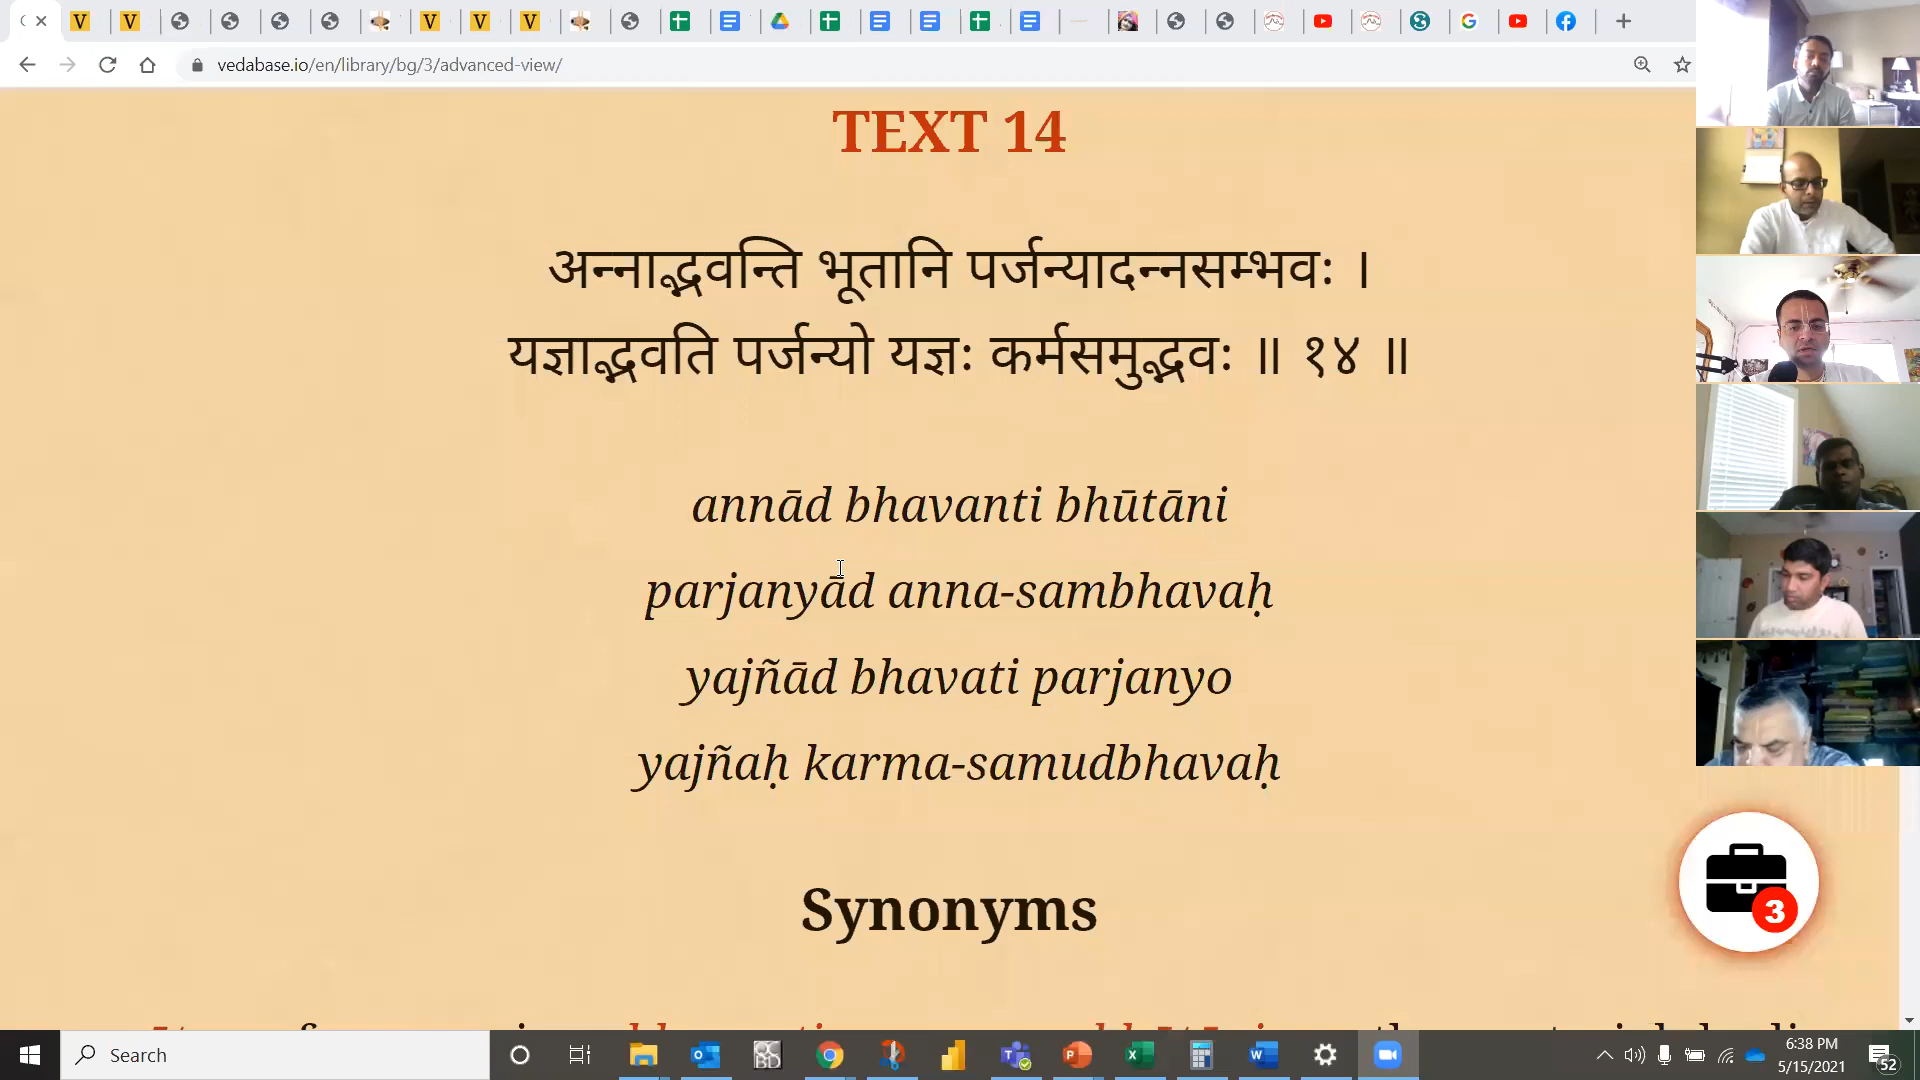 vedabase.io/en/library/bg/3/advanced-view/
TEXT 14
अन्नाद्भवन्ति भूतानि पर्जन्यादन्नसम्भवः ।
यज्ञाद्भवति पर्जन्यो यज्ञः कर्मसमुद्भवः ॥ १४ ॥
annād bhavanti bhūtāni
parjanyād anna-sambhavaḥ
yajñād bhavati parjanyo
yajñaḥ karma-samudbhavaḥ
3
Synonyms
Search
6:38 PM
5/15/2021
52